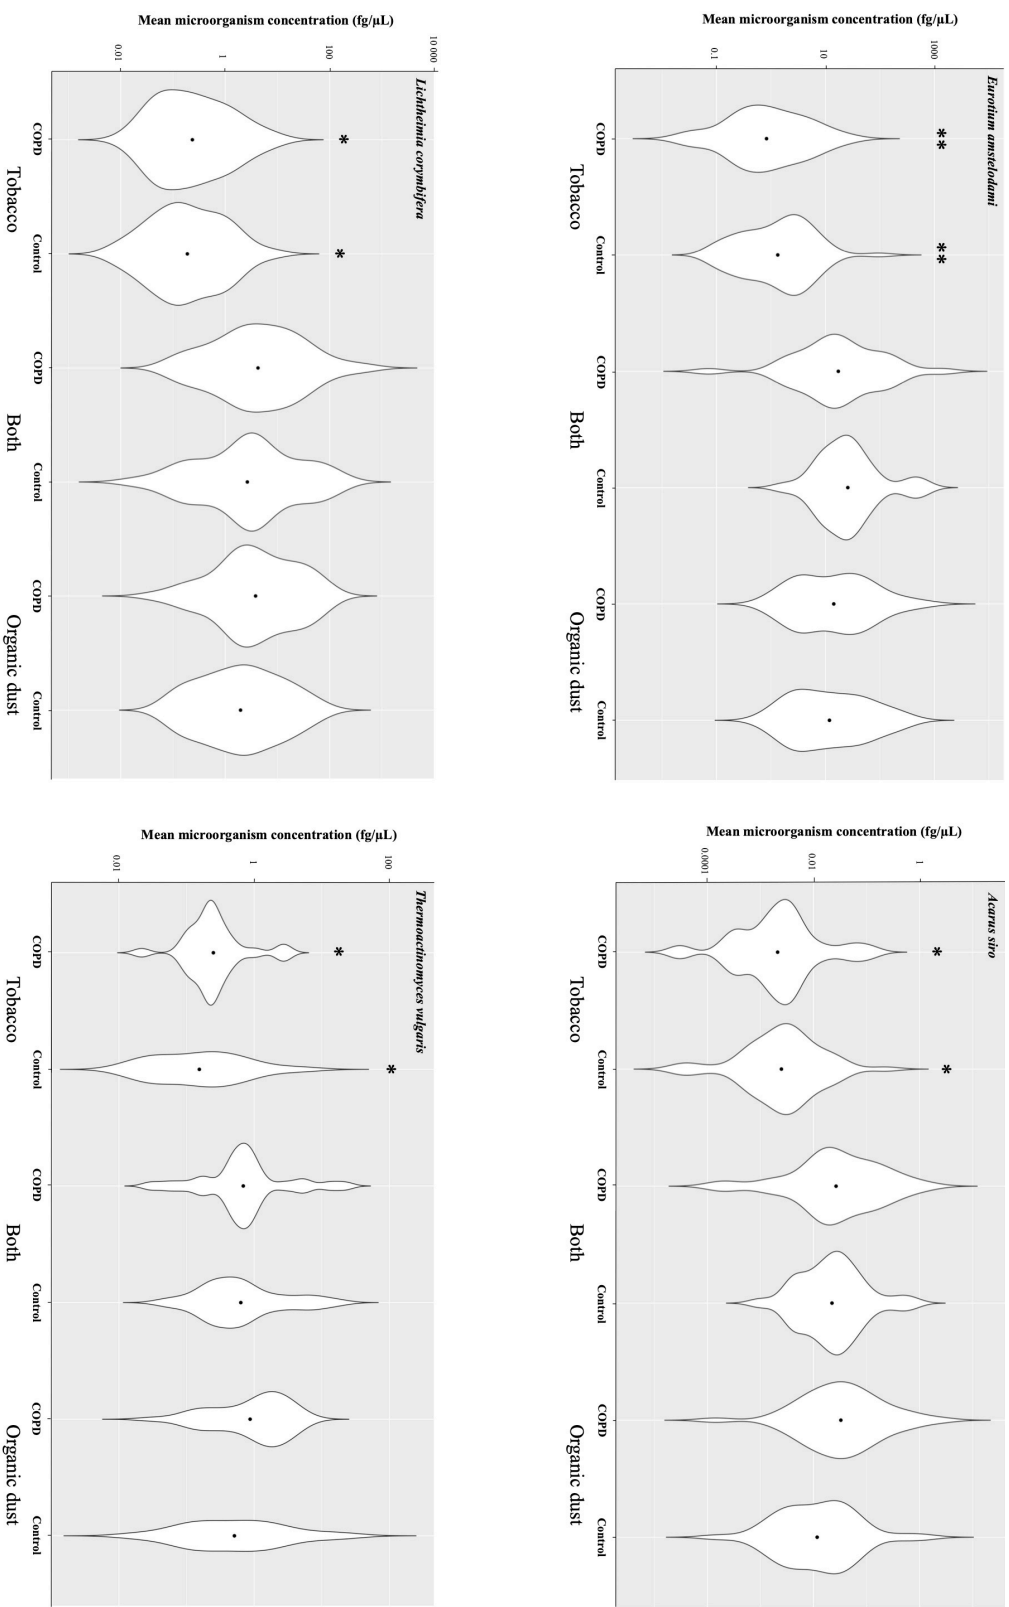 Mean microorganism concentration (fg/µL)
Eurotium amstelodami
1000
10
0.1
** **
COPD Control COPD Control COPD Control
Tobacco Both Organic dust
Mean microorganism concentration (fg/µL)
Acarus siro
1
0.01
0.0001
* *
COPD Control COPD Control COPD Control
Tobacco Both Organic dust
Mean microorganism concentration (fg/µL)
Lichtheimia corymbifera
10 000
100
1
0.01
* *
COPD Control COPD Control COPD Control
Tobacco Both Organic dust
Mean microorganism concentration (fg/µL)
Thermoactinomyces vulgaris
100
1
0.01
* *
COPD Control COPD Control COPD Control
Tobacco Both Organic dust